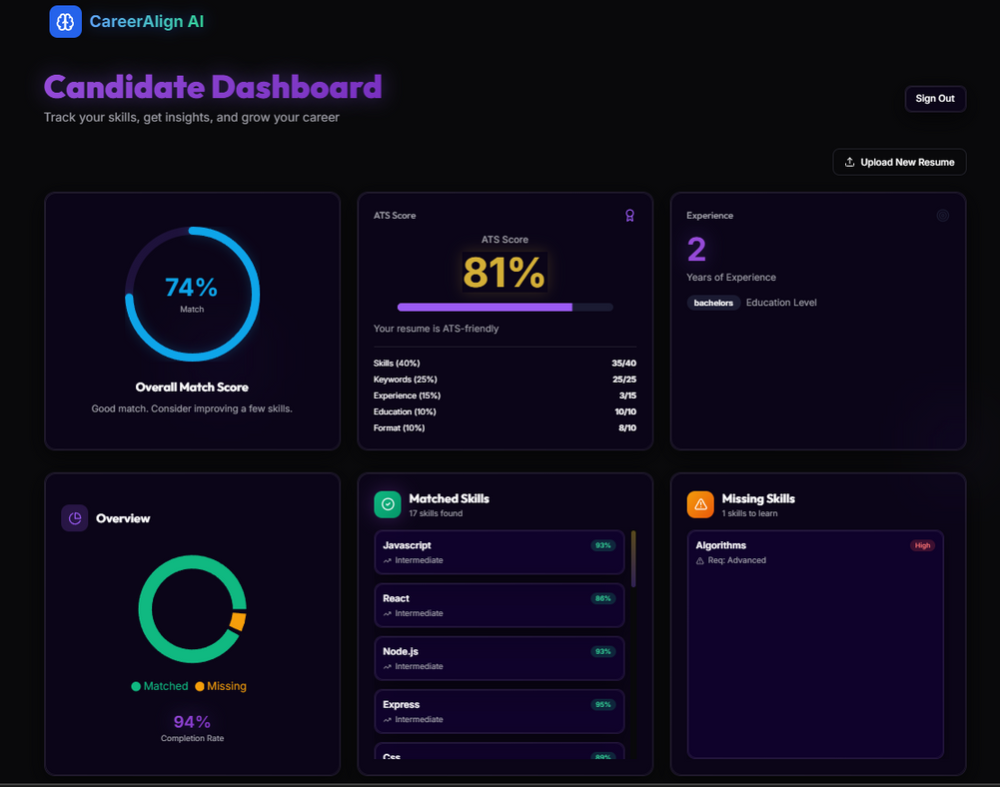 CareerAlign AI
Candidate Dashboard
Track your skills, get insights, and grow your career
Sign Out
Upload New Resume
74%
Match
Overall Match Score
Good match. Consider improving a few skills.
ATS Score
ATS Score
81%
Your resume is ATS-friendly
Skills (40%) 35/40
Keywords (25%) 25/25
Experience (15%) 3/15
Education (10%) 10/10
Format (10%) 8/10
Experience
2
Years of Experience
bachelors Education Level
Overview
Matched Missing
94%
Completion Rate
Matched Skills
17 skills found
Javascript 93%
Intermediate
React 86%
Intermediate
Node.js 93%
Intermediate
Express 95%
Intermediate
Css 89%
Missing Skills
1 skills to learn
Algorithms High
Req: Advanced